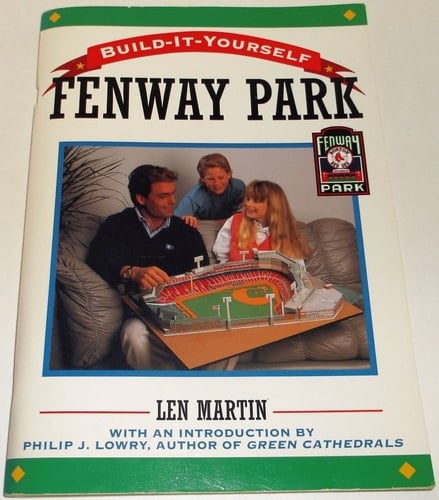 BUILD-IT-YOURSELF
FENWAY PARK
FENWAY
PARK
LEN MARTIN
WITH AN INTRODUCTION BY
PHILIP J. LOWRY, AUTHOR OF GREEN CATHEDRALS